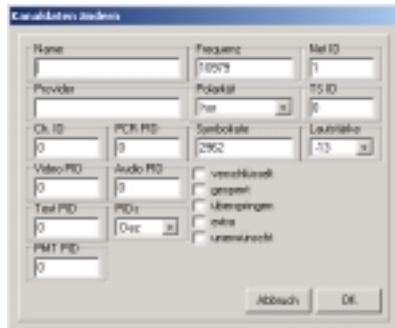 Kanaldaten ändern
Name Frequenz Net ID
10979 1
Provider Polarität TS ID
hor 0
Ch. ID PCR PID Symbolrate Lautstärke
0 0 2962 -13
Video PID Audio PID verschlüsselt
0 0 gesperrt
Text PID PIDs überspringen
0 Dez extra
PMT PID unerwünscht
0
Abbruch OK